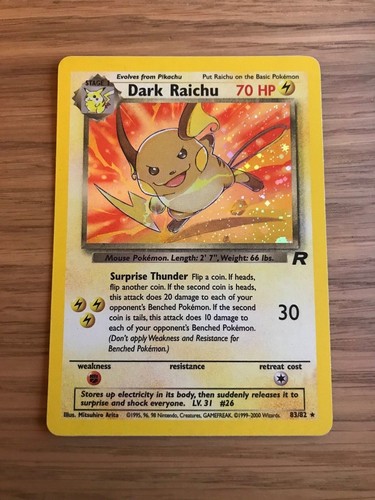 Evolves from Pikachu Put Raichu on the Basic Pokémon
STAGE 1
Dark Raichu 70 HP
Mouse Pokémon. Length: 2' 7", Weight: 66 lbs.
R
Surprise Thunder Flip a coin. If heads,
flip another coin. If the second coin is heads,
this attack does 20 damage to each of
your opponent's Benched Pokémon. If the second
coin is tails, this attack does 10 damage to
each of your opponent's Benched Pokémon.
(Don't apply Weakness and Resistance for
Benched Pokémon.)
30
weakness resistance retreat cost
Stores up electricity in its body, then suddenly releases it to
surprise and shock everyone. LV. 31 #26
Illus. Mitsuhiro Arita ©1995, 96, 98 Nintendo, Creatures, GAMEFREAK. ©1999-2000 Wizards. 83/82 ★